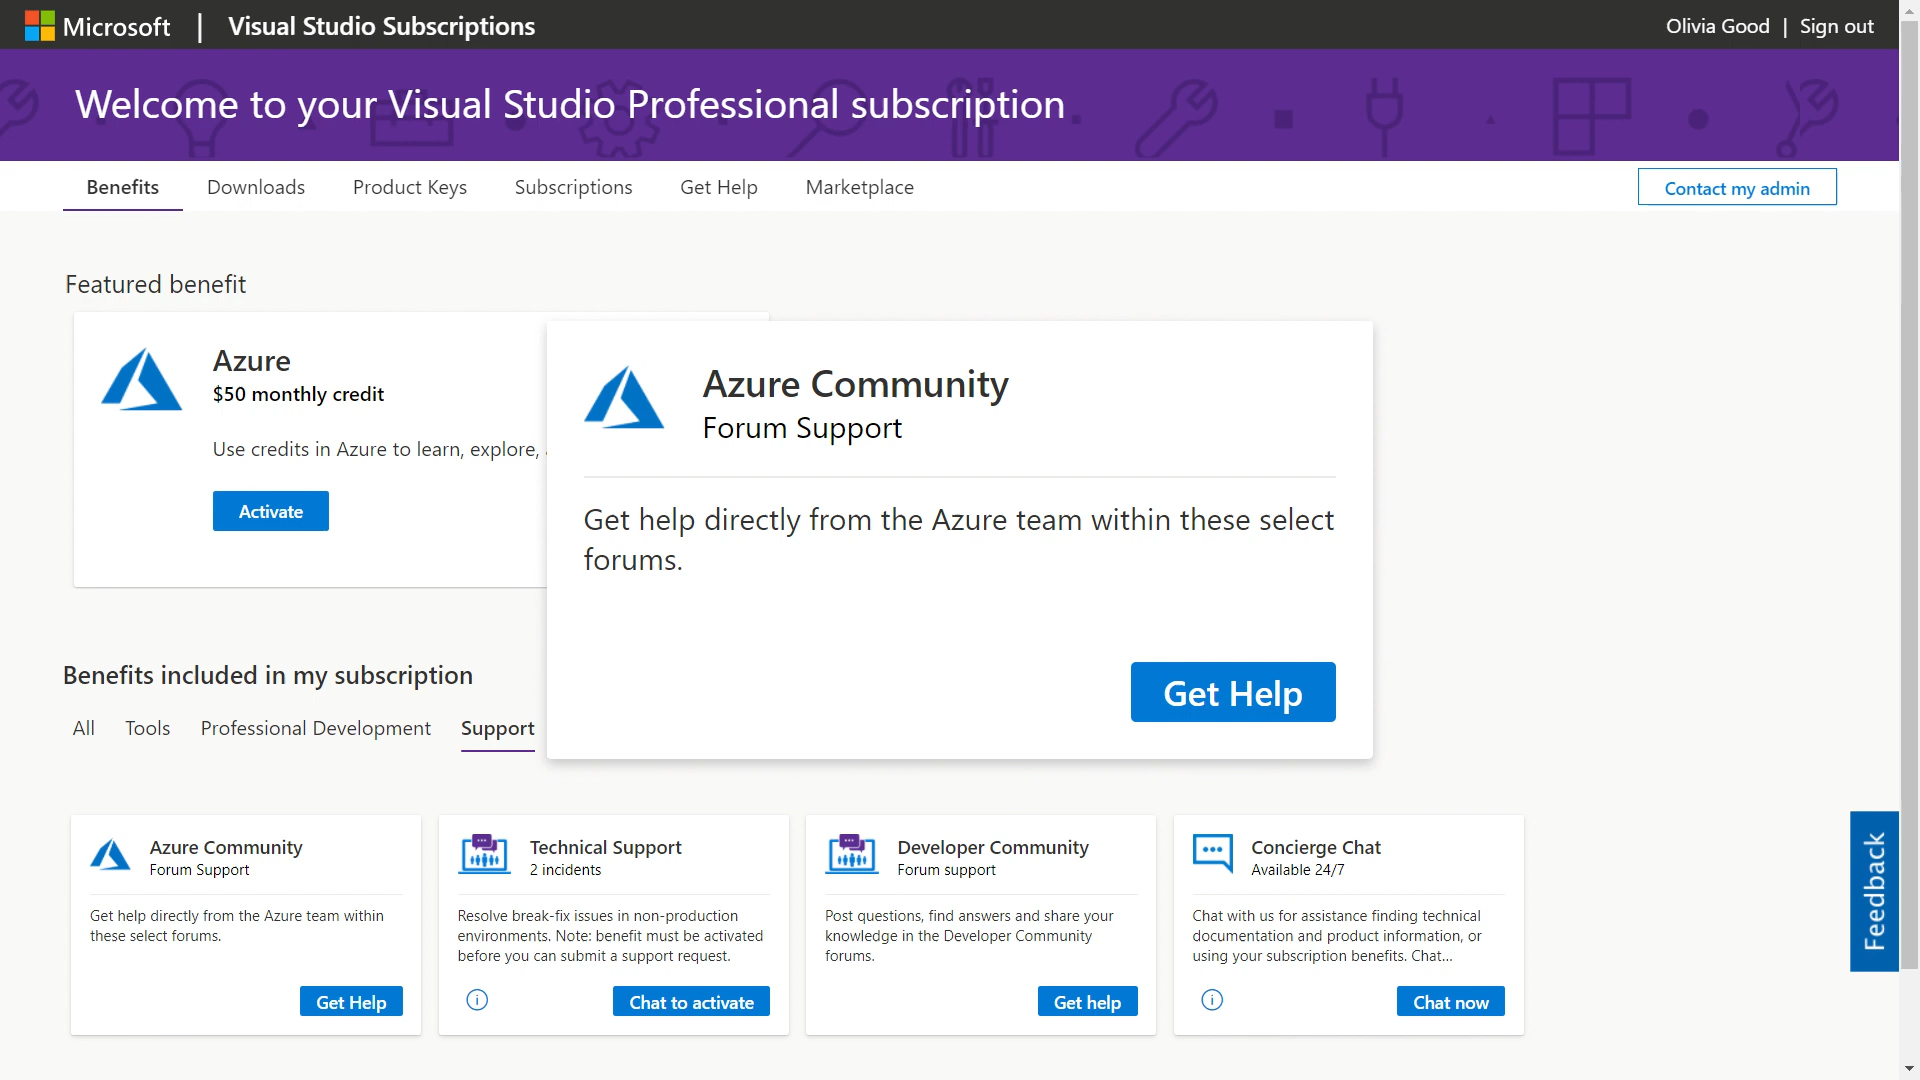 Microsoft | Visual Studio Subscriptions
Olivia Good | Sign out
Welcome to your Visual Studio Professional subscription
Benefits Downloads Product Keys Subscriptions Get Help Marketplace
Contact my admin
Featured benefit
Azure
$50 monthly credit
Use credits in Azure to learn, explore,
Activate
Azure Community
Forum Support
Get help directly from the Azure team within these select
forums.
Get Help
Benefits included in my subscription
All Tools Professional Development Support
Azure Community
Forum Support
Get help directly from the Azure team within
these select forums.
Get Help
Technical Support
2 incidents
Resolve break-fix issues in non-production
environments. Note: benefit must be activated
before you can submit a support request.
Chat to activate
Developer Community
Forum support
Post questions, find answers and share your
knowledge in the Developer Community
forums.
Get help
Concierge Chat
Available 24/7
Chat with us for assistance finding technical
documentation and product information, or
using your subscription benefits. Chat...
Chat now
Feedback